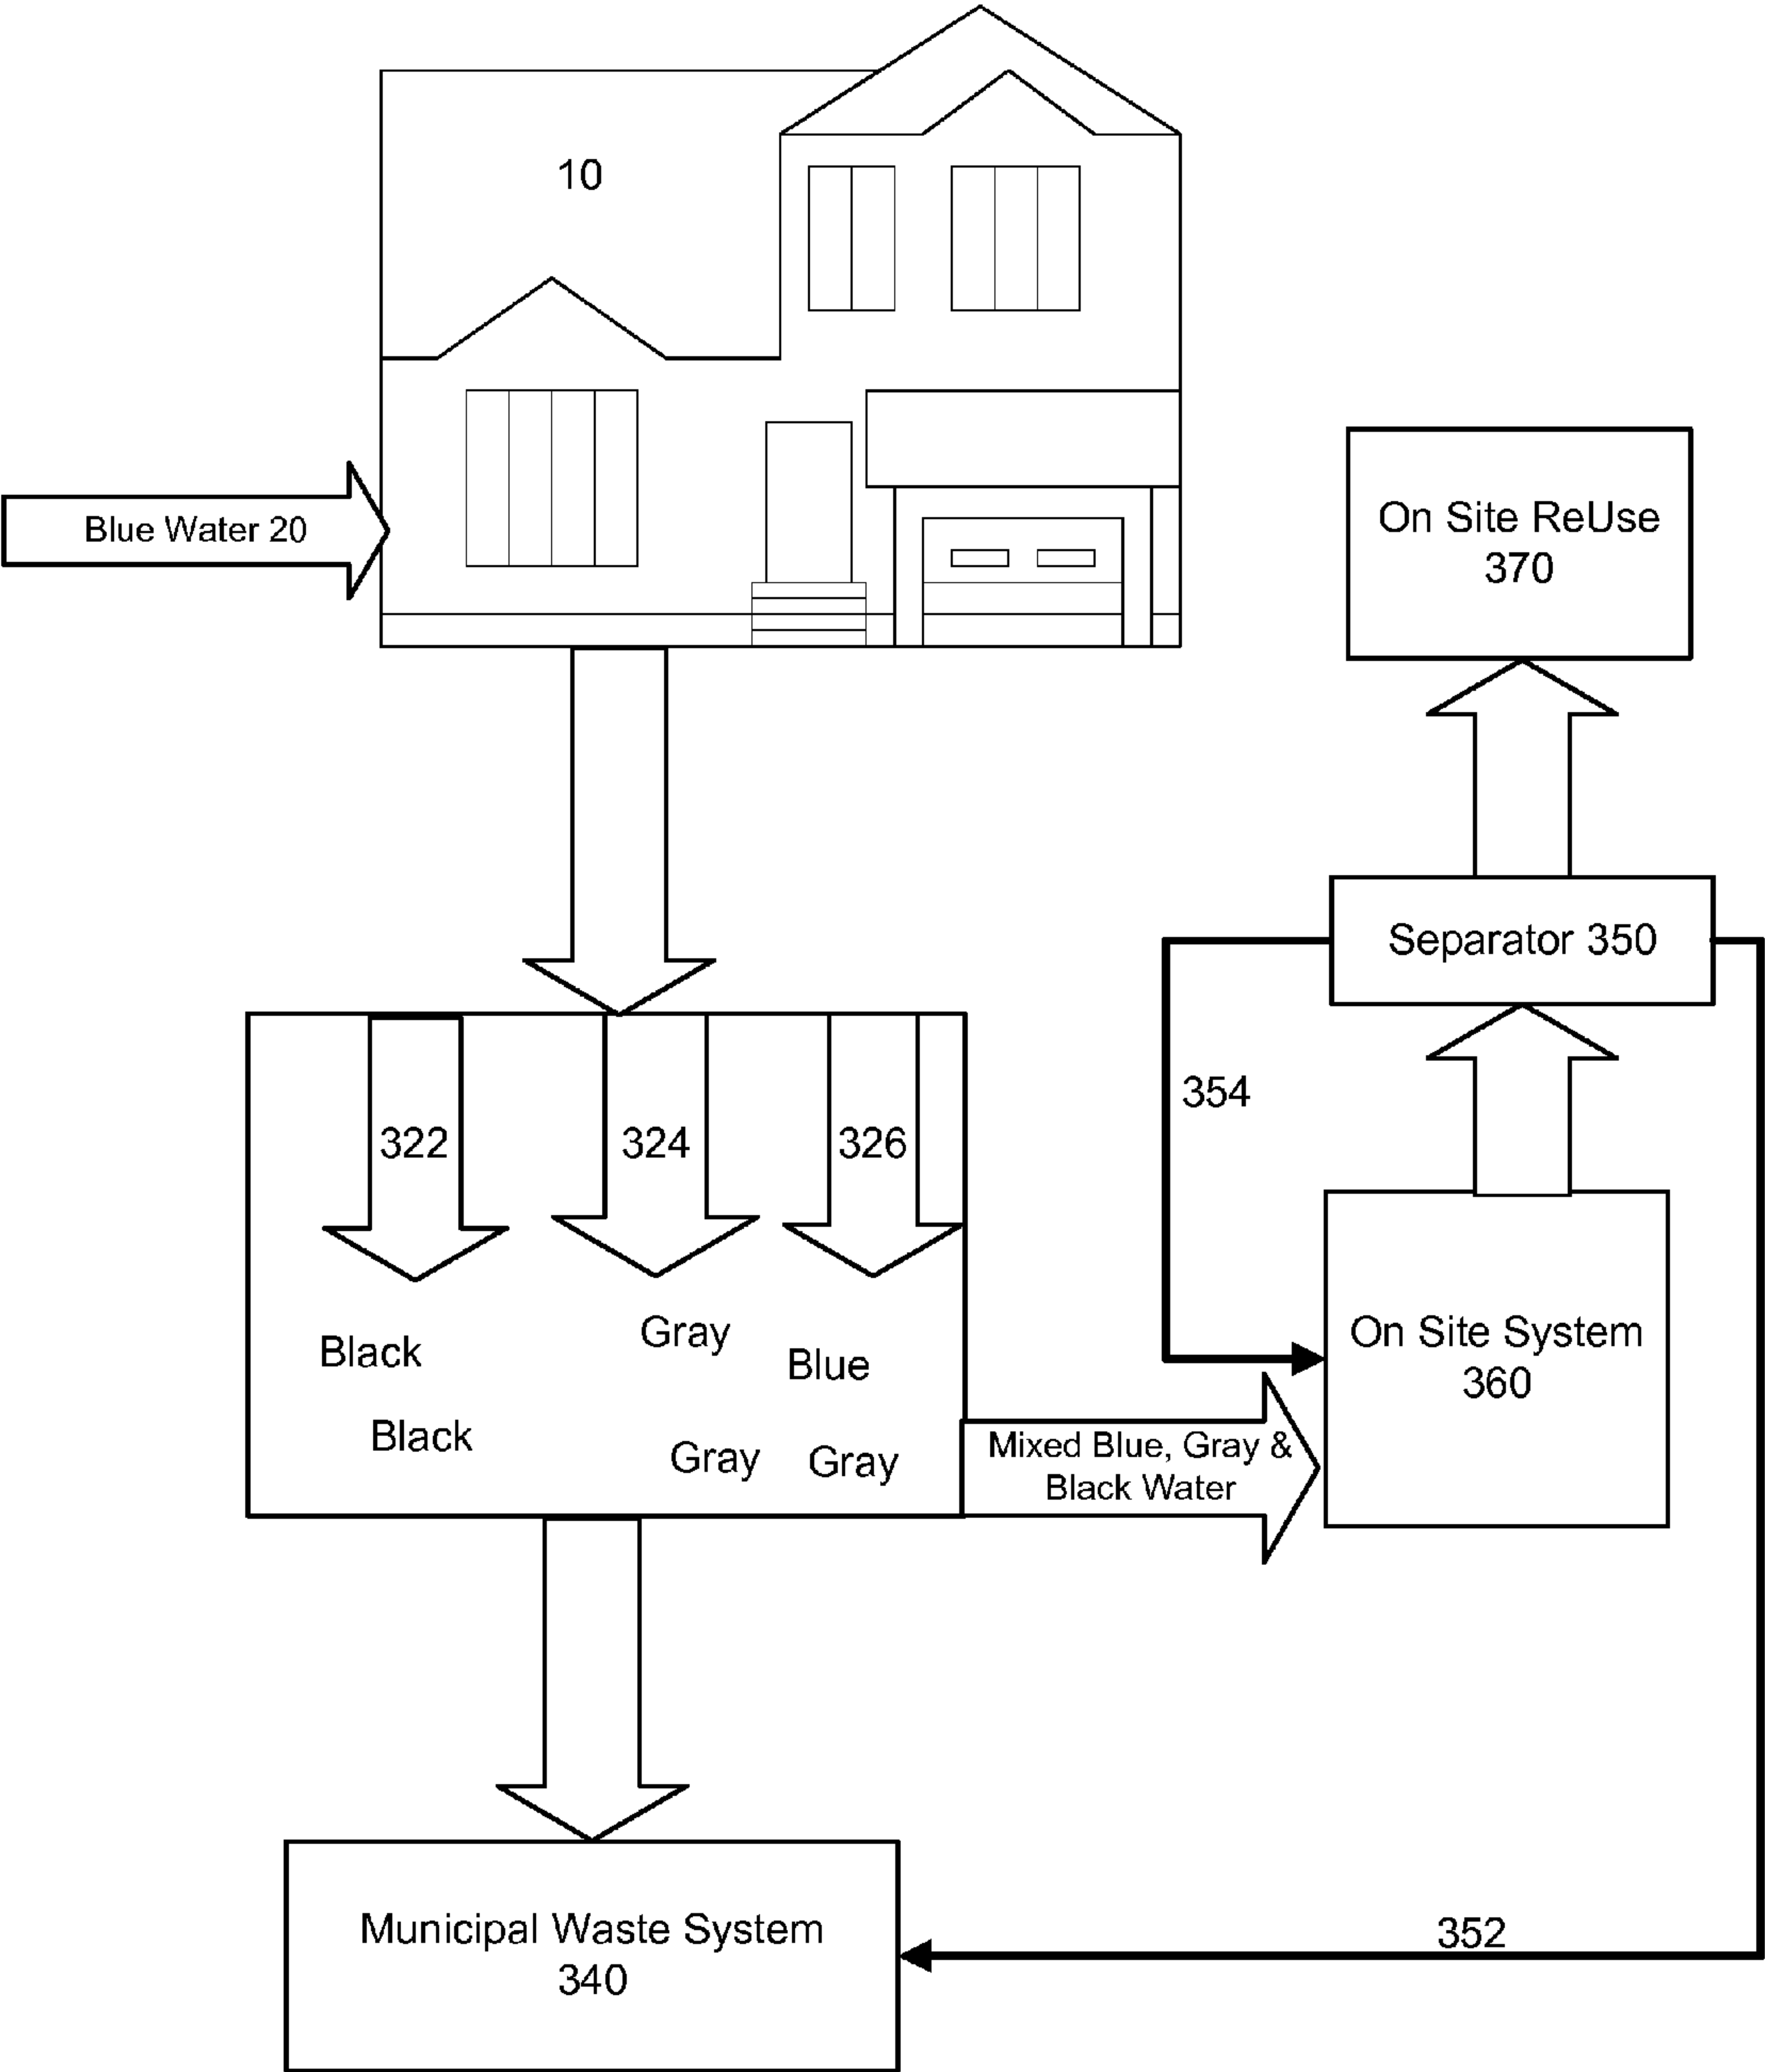 10
Blue Water 20
On Site ReUse
370
Separator 350
354
322
324
326
On Site System
360
Black
Gray
Blue
Black
Gray
Gray
Mixed Blue, Gray &
Black Water
Municipal Waste System
340
352